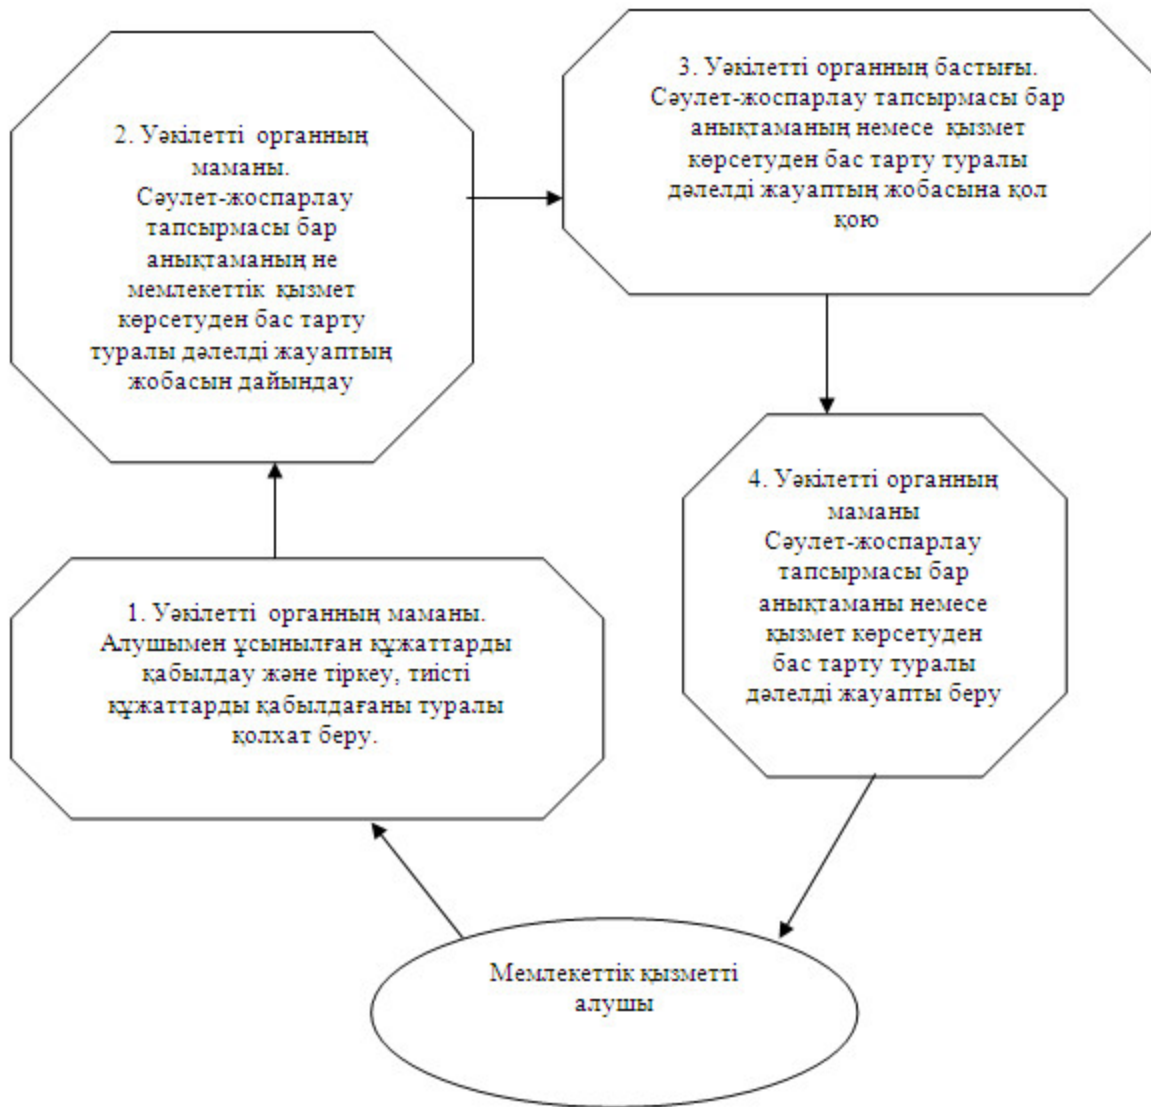 2. Уәкілетті органның
маманы.
Сәулет-жоспарлау
тапсырмасы бар
анықтаманың не
мемлекеттік қызмет
көрсетуден бас тарту
туралы дәлелді жауаптың
жобасын дайындау
3. Уәкілетті органның бастығы.
Сәулет-жоспарлау тапсырмасы бар
анықтаманың немесе қызмет
көрсетуден бас тарту туралы
дәлелді жауаптың жобасына қол
қою
4. Уәкілетті органның
маманы
Сәулет-жоспарлау
тапсырмасы бар
анықтаманы немесе
қызмет көрсетуден
бас тарту туралы
дәлелді жауапты беру
1. Уәкілетті органның маманы.
Алушымен ұсынылған құжаттарды
қабылдау және тіркеу, тиісті
құжаттарды қабылдағаны туралы
қолхат беру.
Мемлекеттік қызметті
алушы